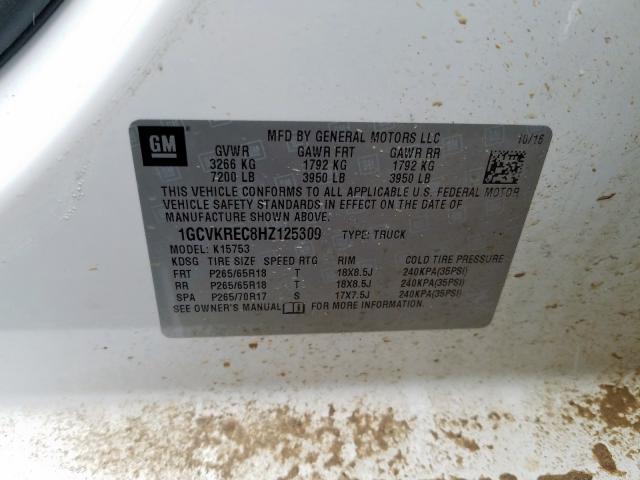 GM
MFD BY GENERAL MOTORS LLC 10/16
GVWR GAWR FRT GAWR RR
3266 KG 1792 KG 1792 KG
7200 LB 3950 LB 3950 LB
THIS VEHICLE CONFORMS TO ALL APPLICABLE U.S. FEDERAL MOTOR
VEHICLE SAFETY STANDARDS IN EFFECT ON THE DATE OF
MANUFACTURE SHOWN ABOVE.
1GCVKREC8HZ125309 TYPE: TRUCK
MODEL: K15753
KDSG TIRE SIZE SPEED RTG RIM COLD TIRE PRESSURE
FRT P265/65R18 T 18X8.5J 240KPA(35PSI)
RR P265/65R18 T 18X8.5J 240KPA(35PSI)
SPA P265/70R17 S 17X7.5J 240KPA(35PSI)
SEE OWNER'S MANUAL FOR MORE INFORMATION.